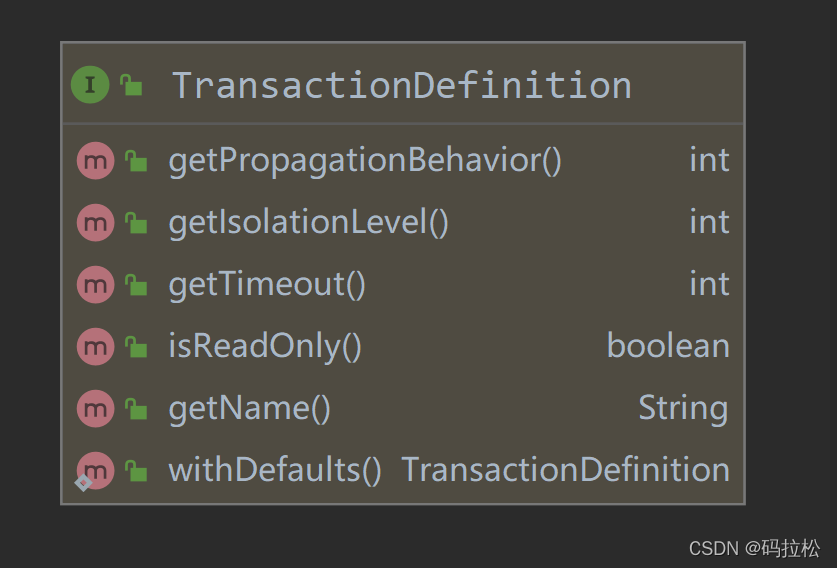 I TransactionDefinition
m getPropagationBehavior() int
m getIsolationLevel() int
m getTimeout() int
m isReadOnly() boolean
m getName() String
m withDefaults() TransactionDefinition
CSDN @码拉松